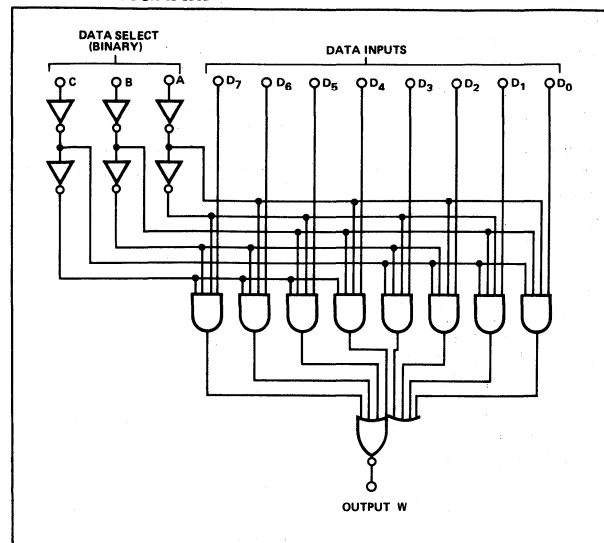 DATA SELECT
(BINARY)
DATA INPUTS
C B A D7 D6 D5 D4 D3 D2 D1 D0
OUTPUT W